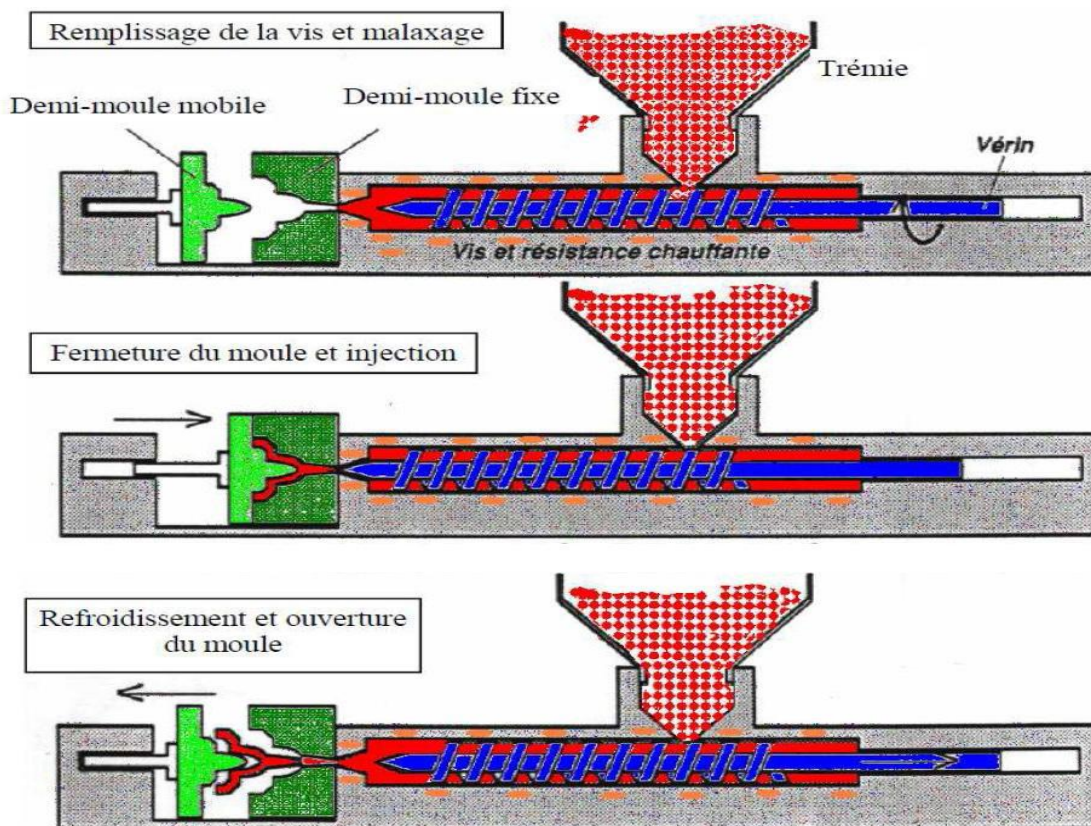 Remplissage de la vis et malaxage
Trémie
Demi-moule mobile
Demi-moule fixe
Vérin
Vis et résistance chauffante
Fermeture du moule et injection
Refroidissement et ouverture
du moule